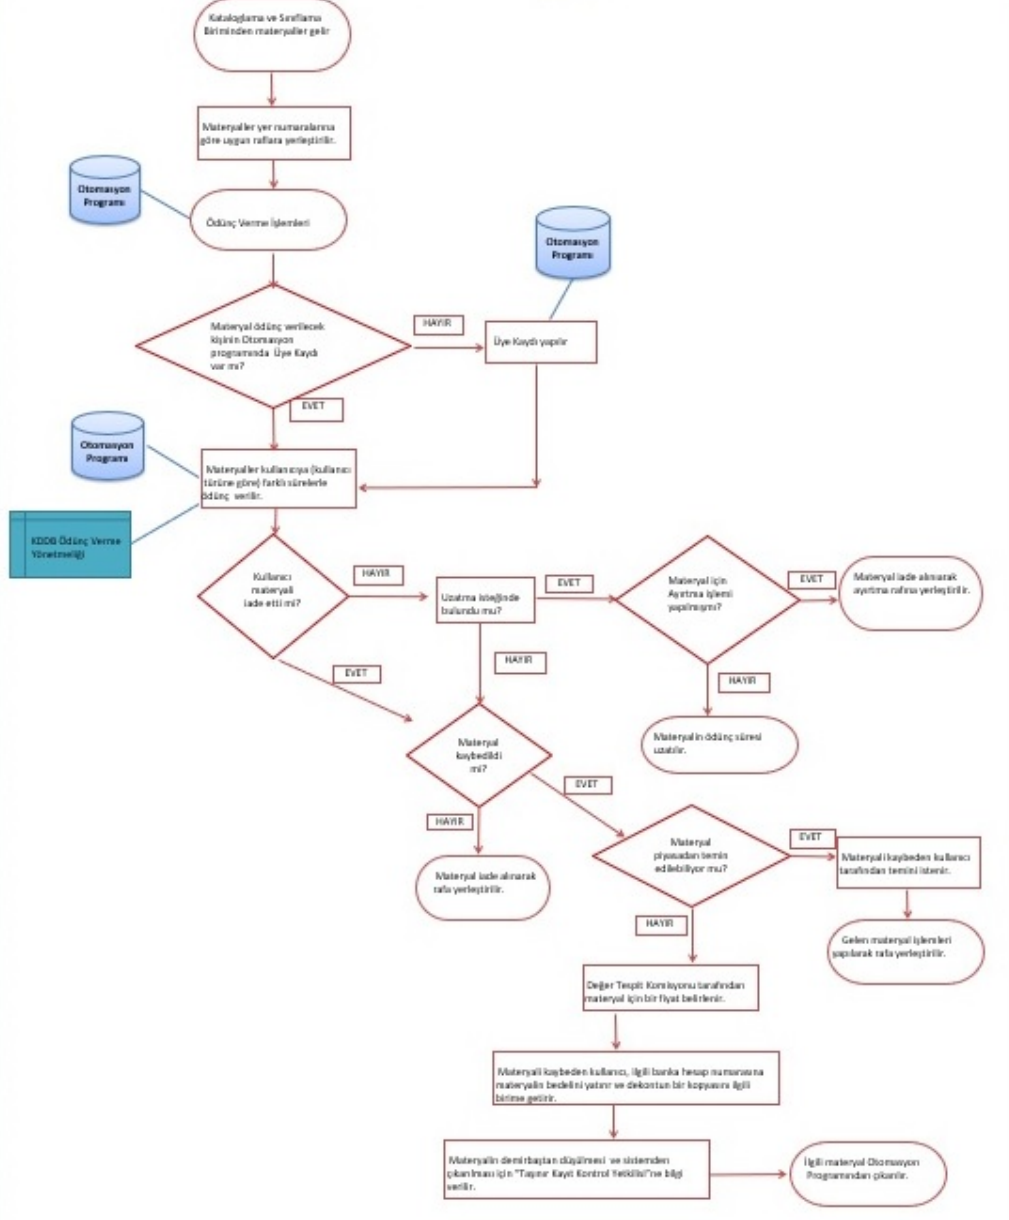 Kataloglama ve Sınıflama
Biriminden materyaller gelir
Materyaller yer numaralarına
göre uygun raflara yerleştirilir.
Otomasyon
Programı
Ödünç Verme İşlemleri
Otomasyon
Programı
Materyal ödünç verilecek
kişinin Otomasyon
programında Üye Kaydı
var mı?
HAYIR
Üye Kaydı yapılır
EVET
Otomasyon
Programı
Materyaller kullanıcıya (kullanıcı
türüne göre) farklı sürelerle
ödünç verilir.
KDDB Ödünç Verme
Yönetmeliği
Kullanıcı
materyali
iade etti mi?
HAYIR
Uzatma isteğinde
bulundu mu?
EVET
Materyal için
Ayırtma işlemi
yapılmışmı?
EVET
Materyal iade alınarak
ayırtma rafına yerleştirilir.
EVET
HAYIR
HAYIR
Materyalin ödünç süresi
uzatılır.
Materyal
kaybedildi
mi?
EVET
HAYIR
Materyal iade alınarak
rafa yerleştirilir.
Materyal
piyasadan temin
edilebiliyor mu?
EVET
Materyali kaybeden kullanıcı
tarafından temini istenir.
HAYIR
Gelen materyal işlemleri
yapılarak rafa yerleştirilir.
Değer Tespit Komisyonu tarafından
materyal için bir fiyat belirlenir.
Materyali kaybeden kullanıcı, ilgili banka hesap numarasına
materyalin bedelini yatırır ve dekontun bir kopyasını ilgili
birime getirir.
Materyalin demirbaştan düşülmesi ve sistemden
çıkarılması için "Taşınır Kayıt Kontrol Yetkilisi"ne bilgi
verilir.
İlgili materyal Otomasyon
Programından çıkarılır.